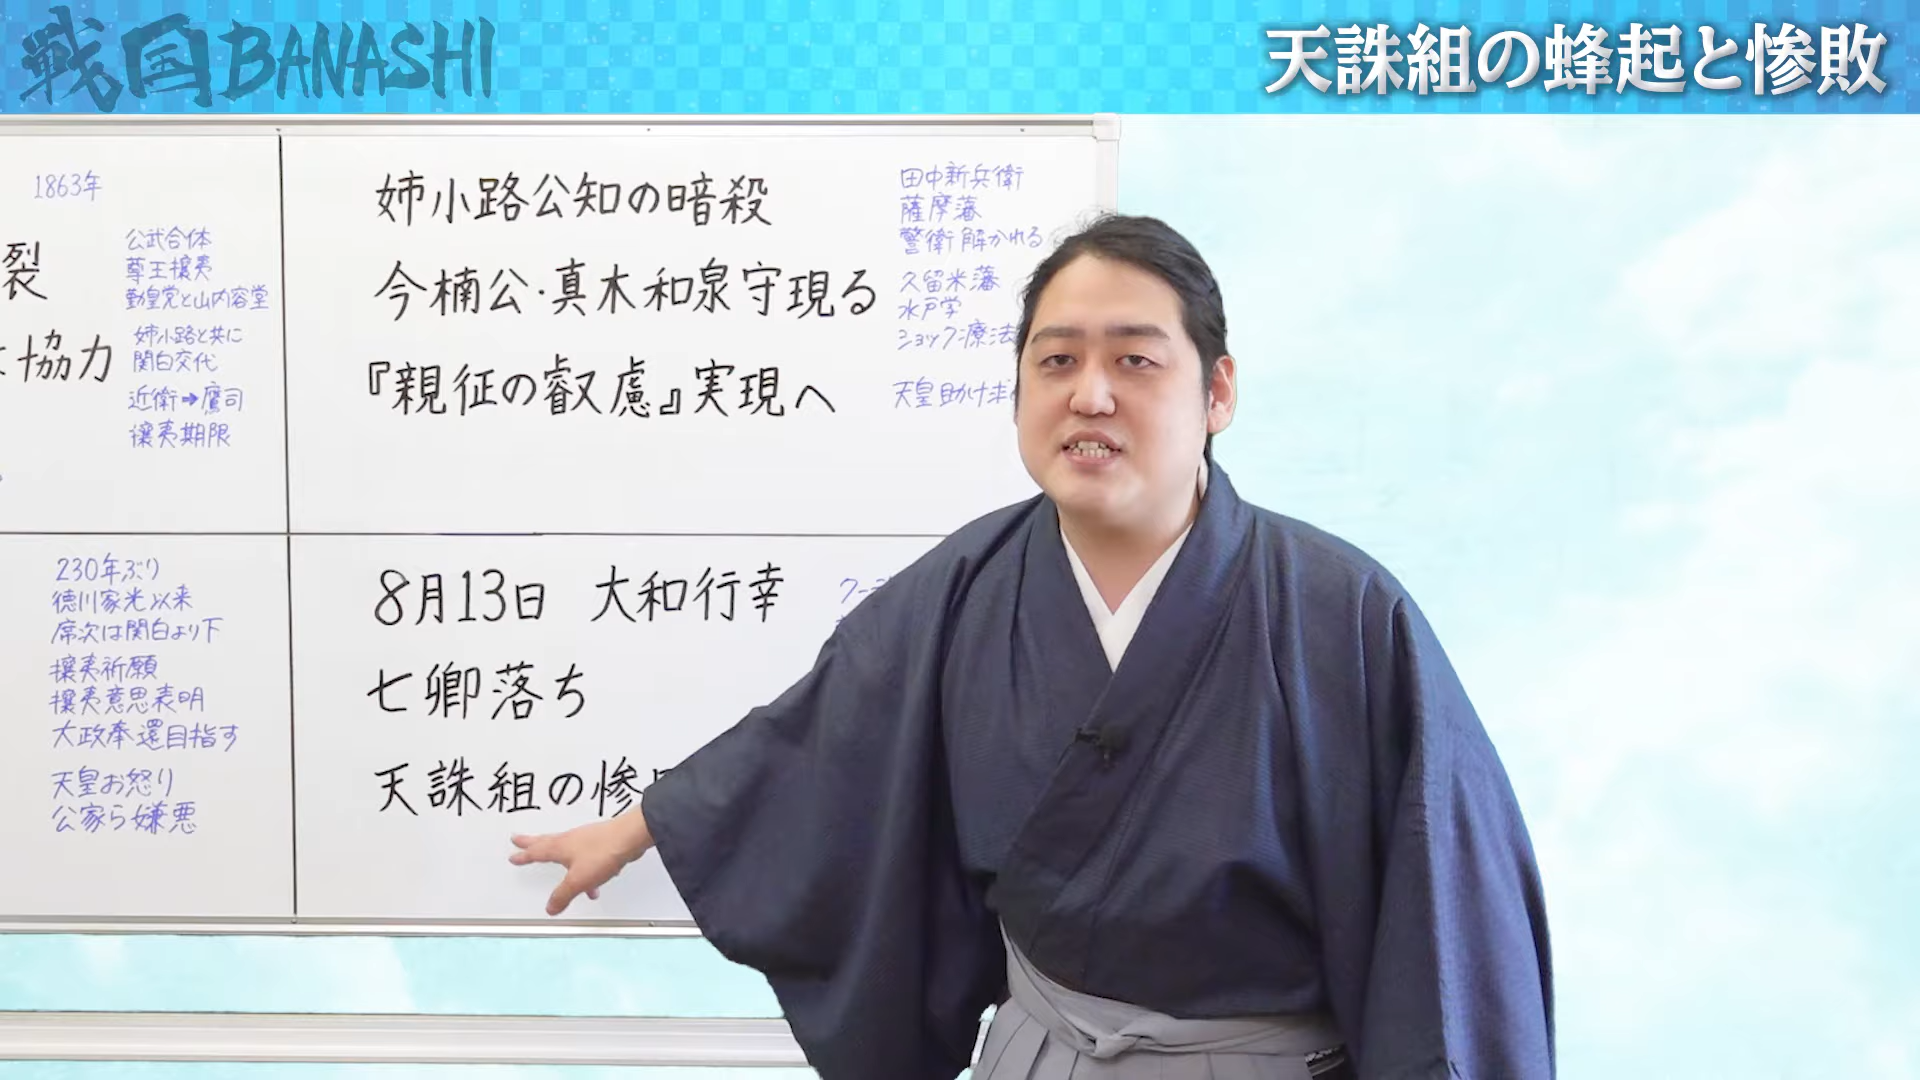 戦国BANASHI
天誅組の蜂起と惨敗
1863年
裂
公武合体
尊王攘夷
勤皇党と山内容堂
協力
姉小路と共に
関白交代
近衛➡鷹司
攘夷期限
姉小路公知の暗殺
田中新兵衛
薩摩藩
警衛解かれる
今楠公·真木和泉守現る
久留米藩
水戸学
ショック療法
『親征の叡慮』実現へ
天皇助け求
230年ぶり
徳川家光以来
席次は関白より下
攘夷祈願
攘夷意思表明
大政奉還目指す
天皇お怒り
公家ら嫌悪
8月13日 大和行幸
クー
七卿落ち
天誅組の惨